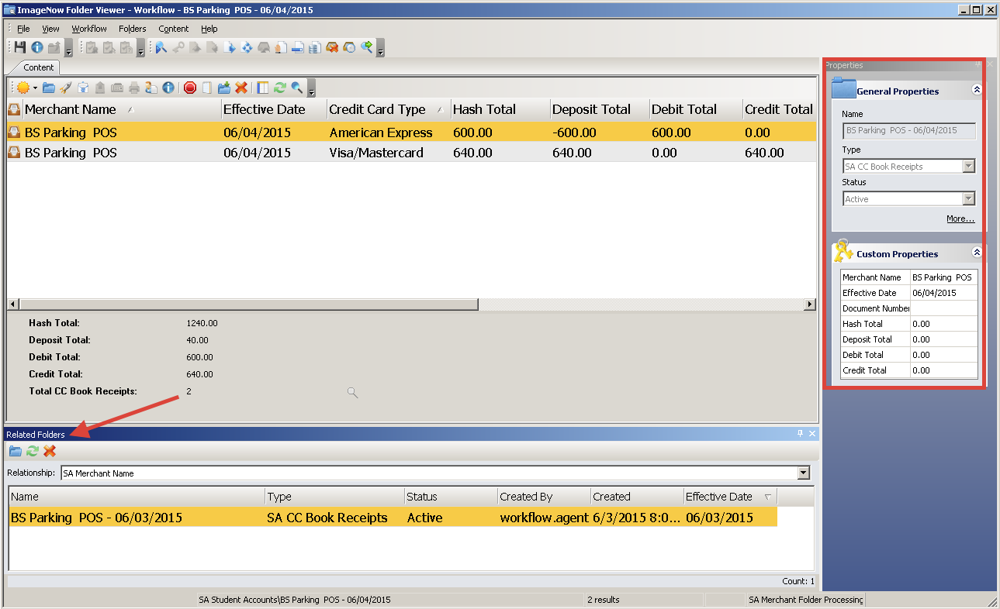 ImageNow Folder Viewer - Workflow - BS Parking  POS - 06/04/2015
File View Workflow Folders Content Help
Content
Merchant Name Effective Date Credit Card Type Hash Total Deposit Total Debit Total Credit Total
BS Parking  POS 06/04/2015 American Express 600.00 -600.00 600.00 0.00
BS Parking  POS 06/04/2015 Visa/Mastercard 640.00 640.00 0.00 640.00
Hash Total: 1240.00
Deposit Total: 40.00
Debit Total: 600.00
Credit Total: 640.00
Total CC Book Receipts: 2
Related Folders
Relationship: SA Merchant Name
Name Type Status Created By Created Effective Date
BS Parking  POS - 06/03/2015 SA CC Book Receipts Active workflow.agent 6/3/2015 8:0... 06/03/2015
Count: 1
Properties
General Properties
Name
BS Parking  POS - 06/04/2015
Type
SA CC Book Receipts
Status
Active
More...
Custom Properties
Merchant Name BS Parking  POS
Effective Date 06/04/2015
Document Number
Hash Total 0.00
Deposit Total 0.00
Debit Total 0.00
Credit Total 0.00
SA Student Accounts\BS Parking  POS - 06/04/2015 2 results SA Merchant Folder Processing